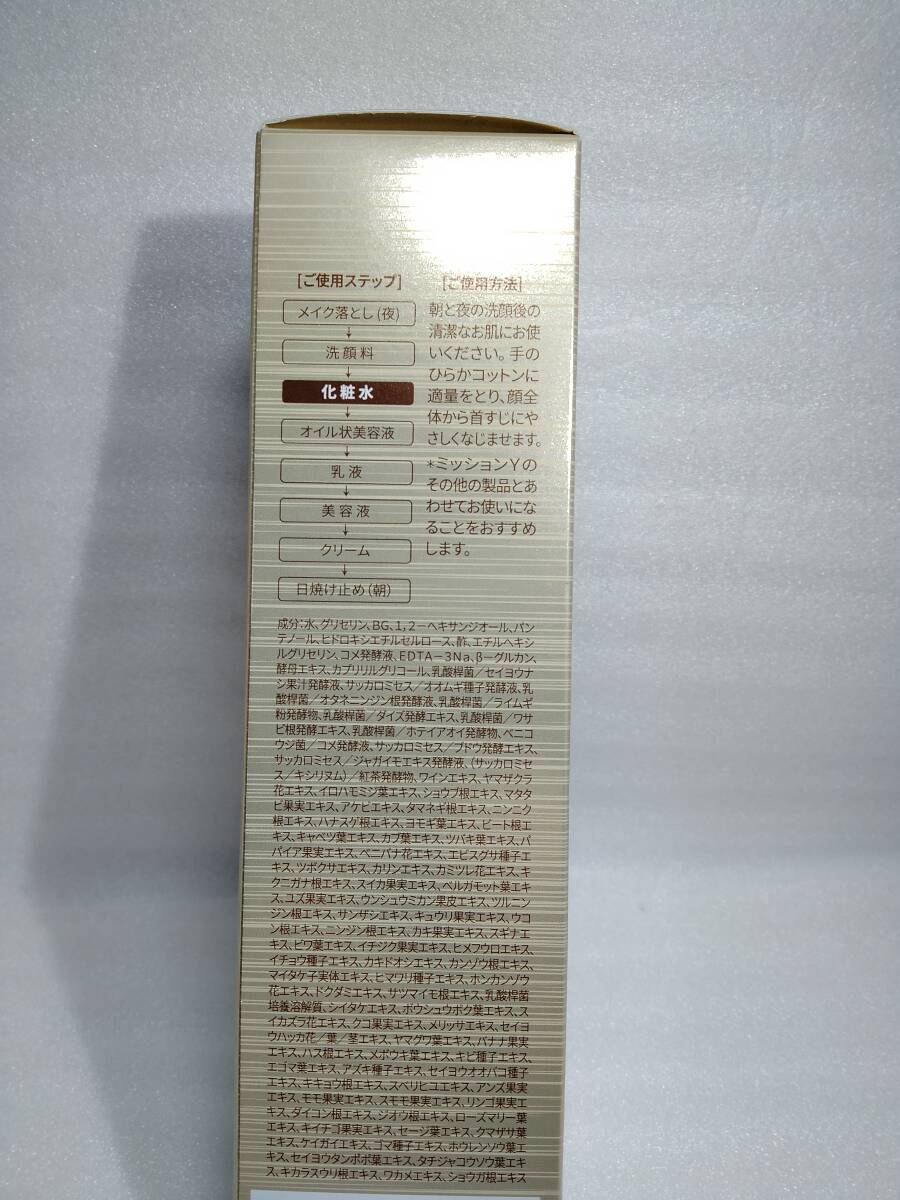 [ご使用ステップ]
メイク落とし(夜)
↓
洗顔料
↓
化粧水
↓
オイル状美容液
↓
乳液
↓
美容液
↓
クリーム
↓
日焼け止め(朝)
[ご使用方法]
朝と夜の洗顔後の
清潔なお肌にお使
いください。手の
ひらかコットンに
適量をとり、顔全
体から首すじにや
さしくなじませます。
*ミッションYの
その他の製品とあ
わせてお使いにな
ることをおすすめ
します。
成分:水、グリセリン、BG、1,2-ヘキサンジオール、パン
テノール、ヒドロキシエチルセルロース、酢、エチルヘキシ
ルグリセリン、コメ発酵液、EDTA-3Na、β-グルカン、
酵母エキス、カプリリルグリコール、乳酸桿菌/セイヨウナ
シ果汁発酵液、サッカロミセス/オオムギ種子発酵液、乳
酸桿菌/オタネニンジン根発酵液、乳酸桿菌/ライムギ
粉発酵物、乳酸桿菌/ダイズ発酵エキス、乳酸桿菌/ワサ
ビ根発酵エキス、乳酸桿菌/ホテイアオイ発酵物、ベニコ
ウジ菌/コメ発酵液、サッカロミセス/ブドウ発酵エキス、
サッカロミセス/ジャガイモエキス発酵液、(サッカロミセ
ス/キシリヌム)/紅茶発酵物、ワインエキス、ヤマザクラ
花エキス、イロハモミジ葉エキス、ショウブ根エキス、マタタ
ビ果実エキス、アケビエキス、タマネギ根エキス、ニンニク
根エキス、ハナスゲ根エキス、ヨモギ葉エキス、ビート根エ
キス、キャベツ葉エキス、カブ葉エキス、ツバキ葉エキス、パ
パイア果実エキス、ベニバナ花エキス、エビスグサ種子エ
キス、ツボクサエキス、カリンエキス、カミツレ花エキス、キ
クニガナ根エキス、スイカ果実エキス、ベルガモット葉エキ
ス、ユズ果実エキス、ウンシュウミカン果皮エキス、ツルニン
ジン根エキス、サンザシエキス、キュウリ果実エキス、ウコ
ン根エキス、ニンジン根エキス、カキ果実エキス、スギナエ
キス、ビワ葉エキス、イチジク果実エキス、ヒメフウロエキス、
イチョウ種子エキス、カキドオシエキス、カンゾウ根エキス、
マイタケ子実体エキス、ヒマワリ種子エキス、ホンカンゾウ
花エキス、ドクダミエキス、サツマイモ根エキス、乳酸桿菌
培養溶解質、シイタケエキス、ボウシュウボク葉エキス、ス
イカズラ花エキス、クコ果実エキス、メリッサエキス、セイヨ
ウハッカ花/葉/茎エキス、ヤマグワ葉エキス、バナナ果実
エキス、ハス根エキス、メボウキ葉エキス、キビ種子エキス、
エゴマ葉エキス、アズキ種子エキス、セイヨウオオバコ種子
エキス、キキョウ根エキス、スベリヒユエキス、アンズ果実
エキス、モモ果実エキス、スモモ果実エキス、リンゴ果実エ
キス、ダイコン根エキス、ジオウ根エキス、ローズマリー葉
エキス、キイチゴ果実エキス、セージ葉エキス、クマザサ葉
エキス、ケイガイエキス、ゴマ種子エキス、ホウレンソウ葉エ
キス、セイヨウタンポポ葉エキス、タチジャコウソウ葉エキ
ス、キカラスウリ根エキス、ワカメエキス、ショウガ根エキス